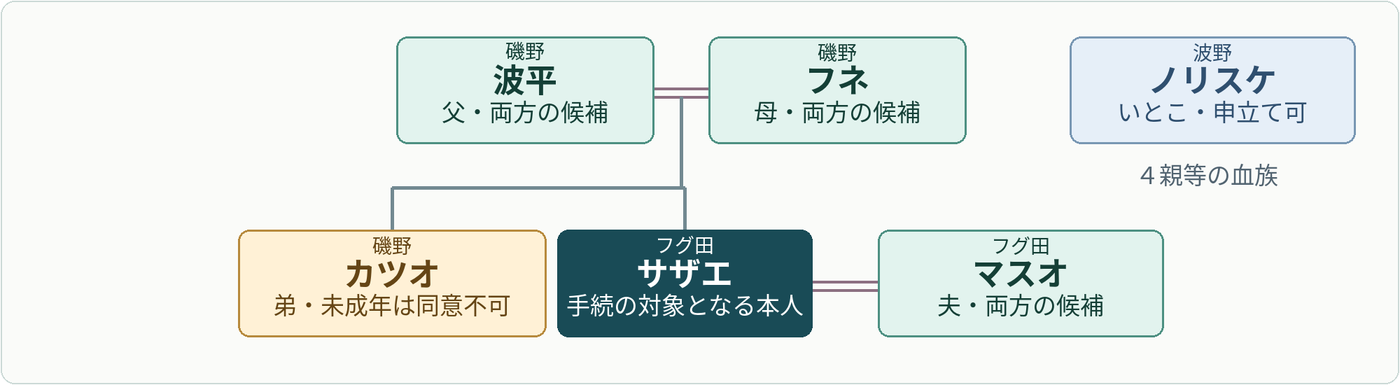 磯野
波平
父・両方の候補
磯野
フネ
母・両方の候補
波野
ノリスケ
いとこ・申立て可
４親等の血族
磯野
カツオ
弟・未成年は同意不可
フグ田
サザエ
手続の対象となる本人
フグ田
マスオ
夫・両方の候補